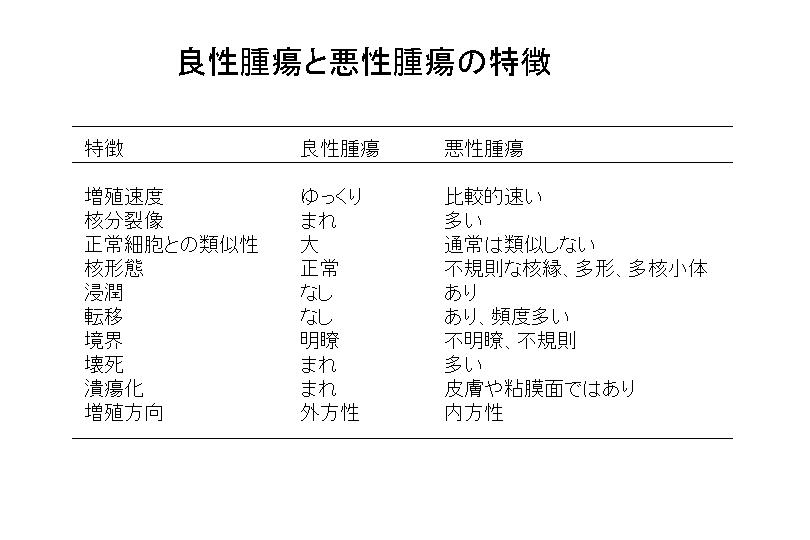 良性腫瘍と悪性腫瘍の特徴
特徴 良性腫瘍 悪性腫瘍
増殖速度 ゆっくり 比較的速い
核分裂像 まれ 多い
正常細胞との類似性 大 通常は類似しない
核形態 正常 不規則な核縁、多形、多核小体
浸潤 なし あり
転移 なし あり、頻度多い
境界 明瞭 不明瞭、不規則
壊死 まれ 多い
潰瘍化 まれ 皮膚や粘膜面ではあり
増殖方向 外方性 内方性